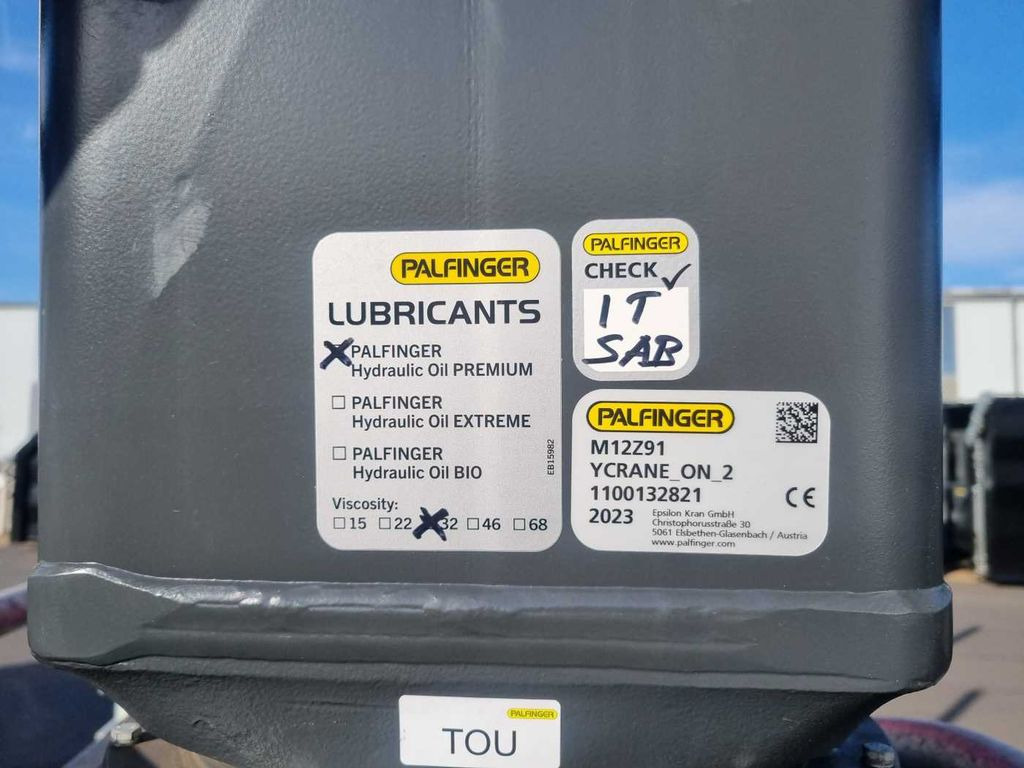 PALFINGER
LUBRICANTS
PALFINGER
Hydraulic Oil PREMIUM
☐ PALFINGER
Hydraulic Oil EXTREME
☐ PALFINGER
Hydraulic Oil BIO
Viscosity:
☐15 ☐22 32 ☐46 ☐68
EB15982
PALFINGER
CHECK ✓
IT
SAB
PALFINGER
M12Z91
YCRANE_ON_2
1100132821
2023
Epsilon Kran GmbH
Christophorusstraße 30
5061 Elsbethen-Glasenbach / Austria
www.palfinger.com
CE
PALFINGER
TOU